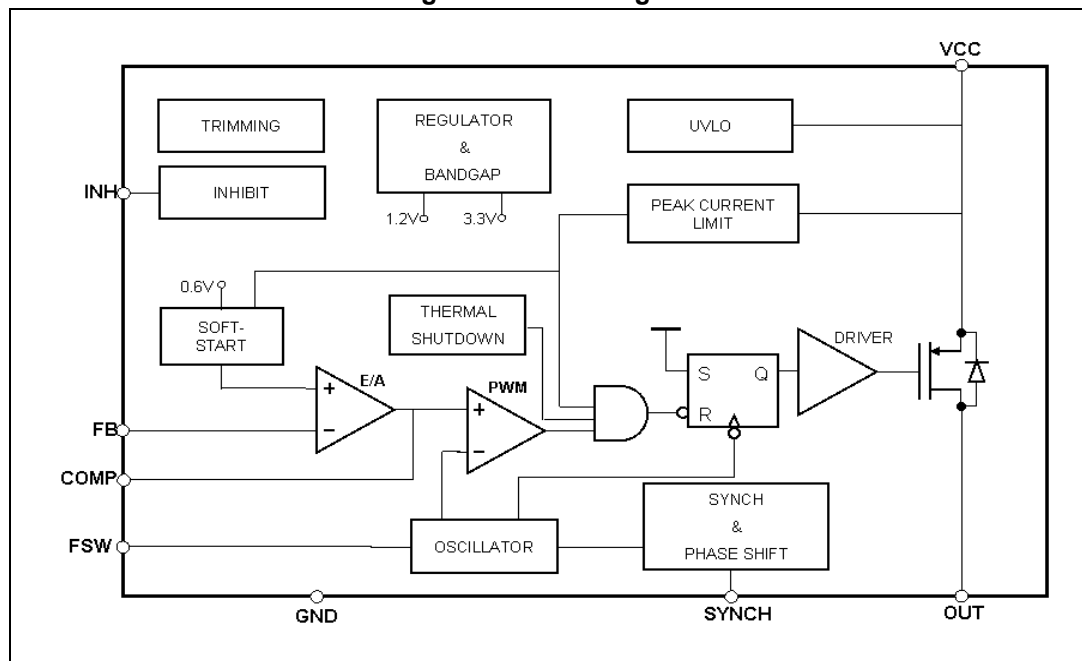 VCC
TRIMMING
REGULATOR
&
BANDGAP
UVLO
INH
INHIBIT
1.2V
3.3V
PEAK CURRENT
LIMIT
0.6V
SOFT-
START
THERMAL
SHUTDOWN
DRIVER
E/A
PWM
+
−
+
−
S
Q
R
FB
COMP
FSW
OSCILLATOR
SYNCH
&
PHASE SHIFT
GND
SYNCH
OUT